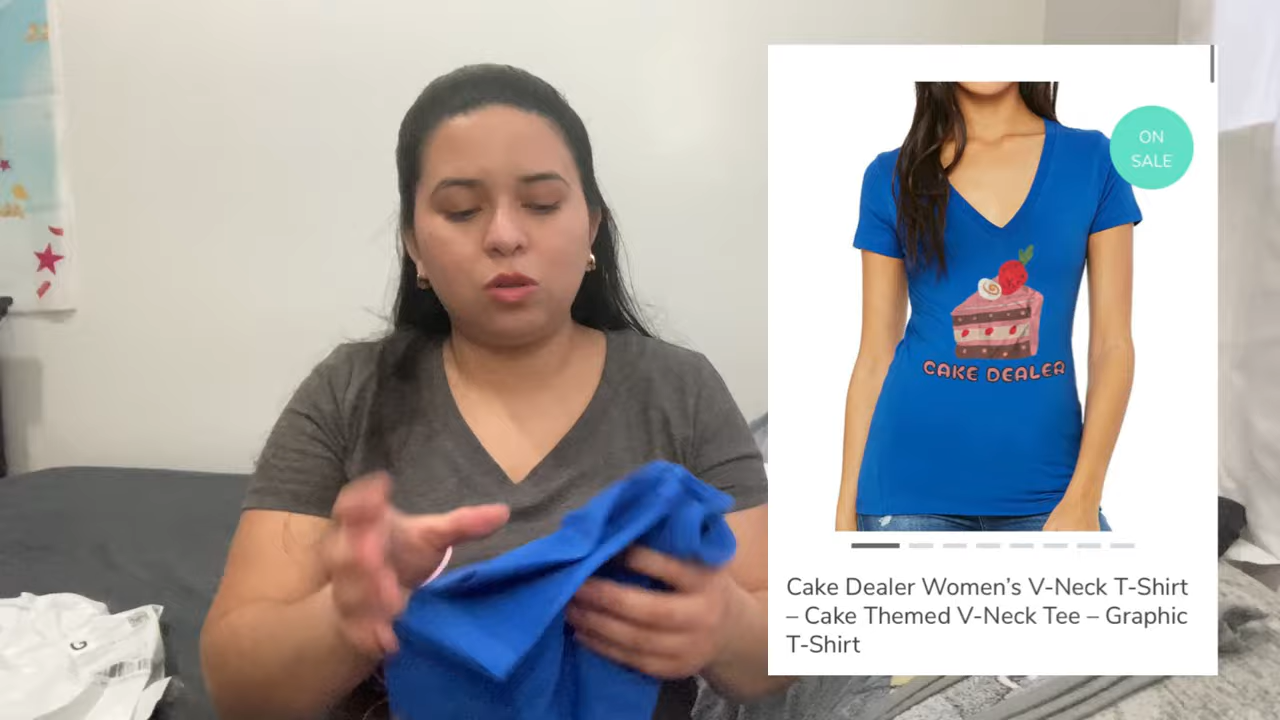 ON
SALE
CAKE DEALER
Cake Dealer Women's V-Neck T-Shirt
– Cake Themed V-Neck Tee – Graphic
T-Shirt